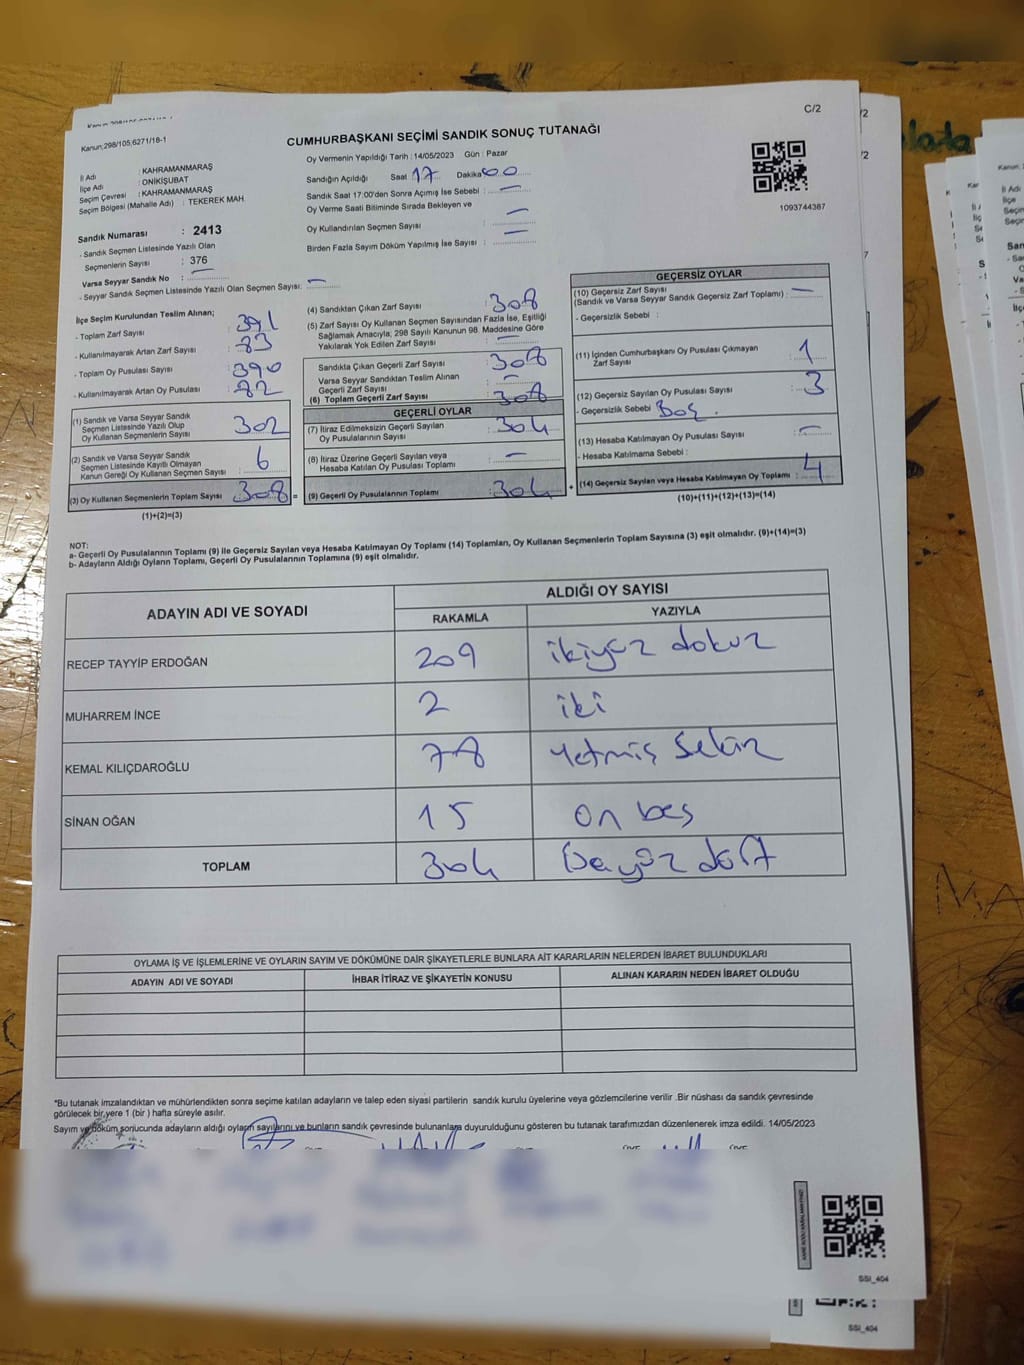 C/2
Kanun;298/105,6271/18-1
CUMHURBAŞKANI SEÇİMİ SANDIK SONUÇ TUTANAĞI
İl Adı : KAHRAMANMARAŞ
İlçe Adı : ONİKİŞUBAT
Seçim Çevresi : KAHRAMANMARAŞ
Seçim Bölgesi (Mahalle Adı) : TEKEREK MAH.
Oy Vermenin Yapıldığı Tarih : 14/05/2023 Gün : Pazar
Sandığın Açıldığı Saat 17 Dakika 00
Sandık Saat 17:00'den Sonra Açımış İse Sebebi : —
Oy Verme Saati Bitiminde Sırada Bekleyen ve
Oy Kullandırılan Seçmen Sayısı : —
Birden Fazla Sayım Döküm Yapılmış İse Sayısı : —
1093744387
Sandık Numarası : 2413
- Sandık Seçmen Listesinde Yazılı Olan
Seçmenlerin Sayısı : 376
Varsa Seyyar Sandık No : —
- Seyyar Sandık Seçmen Listesinde Yazılı Olan Seçmen Sayısı: —
İlçe Seçim Kurulundan Teslim Alınan;
- Toplam Zarf Sayısı : 391
- Kullanılmayarak Artan Zarf Sayısı : 83
- Toplam Oy Pusulası Sayısı : 390
- Kullanılmayarak Artan Oy Pusulası : 82
(1) Sandık ve Varsa Seyyar Sandık
Seçmen Listesinde Yazılı Olup
Oy Kullanan Seçmenlerin Sayısı : 302
(2) Sandık ve Varsa Seyyar Sandık
Seçmen Listesinde Kayıtlı Olmayan
Kanun Gereği Oy Kullanan Seçmen Sayısı : 6
(3) Oy Kullanan Seçmenlerin Toplam Sayısı : 308 =
(1)+(2)=(3)
(4) Sandıktan Çıkan Zarf Sayısı : 308
(5) Zarf Sayısı Oy Kullanan Seçmen Sayısından Fazla İse, Eşitliği
Sağlamak Amacıyla; 298 Sayılı Kanunun 98. Maddesine Göre
Yakılarak Yok Edilen Zarf Sayısı : —
Sandıkta Çıkan Geçerli Zarf Sayısı : 308
Varsa Seyyar Sandıktan Teslim Alınan
Geçerli Zarf Sayısı : —
(6) Toplam Geçerli Zarf Sayısı : 308
GEÇERLİ OYLAR
(7) İtiraz Edilmeksizin Geçerli Sayılan
Oy Pusulalarının Sayısı : 304
(8) İtiraz Üzerine Geçerli Sayılan veya
Hesaba Katılan Oy Pusulası Toplamı : —
(9) Geçerli Oy Pusulalarının Toplamı : 304 +
GEÇERSİZ OYLAR
(10) Geçersiz Zarf Sayısı
(Sandık ve Varsa Seyyar Sandık Geçersiz Zarf Toplamı) : —
- Geçersizlik Sebebi :
(11) İçinden Cumhurbaşkanı Oy Pusulası Çıkmayan
Zarf Sayısı : 1
(12) Geçersiz Sayılan Oy Pusulası Sayısı : 3
- Geçersizlik Sebebi : Boş.
(13) Hesaba Katılmayan Oy Pusulası Sayısı : —
- Hesaba Katılmama Sebebi :
(14) Geçersiz Sayılan veya Hesaba Katılmayan Oy Toplamı : 4
(10)+(11)+(12)+(13)=(14)
NOT:
a- Geçerli Oy Pusulalarının Toplamı (9) ile Geçersiz Sayılan veya Hesaba Katılmayan Oy Toplamı (14) Toplamları, Oy Kullanan Seçmenlerin Toplam Sayısına (3) eşit olmalıdır. (9)+(14)=(3)
b- Adayların Aldığı Oyların Toplamı, Geçerli Oy Pusulalarının Toplamına (9) eşit olmalıdır.
ADAYIN ADI VE SOYADI
ALDIĞI OY SAYISI
RAKAMLA YAZIYLA
RECEP TAYYİP ERDOĞAN 209 ikiyüz dokuz
MUHARREM İNCE 2 iki
KEMAL KILIÇDAROĞLU 78 Yetmiş Sekiz
SİNAN OĞAN 15 on beş
TOPLAM 304 üçyüz dört
OYLAMA İŞ VE İŞLEMLERİNE VE OYLARIN SAYIM VE DÖKÜMÜNE DAİR ŞİKAYETLERLE BUNLARA AİT KARARLARIN NELERDEN İBARET BULUNDUKLARI
ADAYIN ADI VE SOYADI İHBAR İTİRAZ VE ŞİKAYETİN KONUSU ALINAN KARARIN NEDEN İBARET OLDUĞU
*Bu tutanak imzalandıktan ve mühürlendikten sonra seçime katılan adayların ve talep eden siyasi partilerin sandık kurulu üyelerine veya gözlemcilerine verilir .Bir nüshası da sandık çevresinde
görülecek bir yere 1 (bir ) hafta süreyle asılır.
Sayım ve döküm sonucunda adayların aldığı oyların sayılarını ve bunların sandık çevresinde bulunanlara duyurulduğunu gösteren bu tutanak tarafımızdan düzenlenerek imza edildi. 14/05/2023
SSI_404
SSI_404